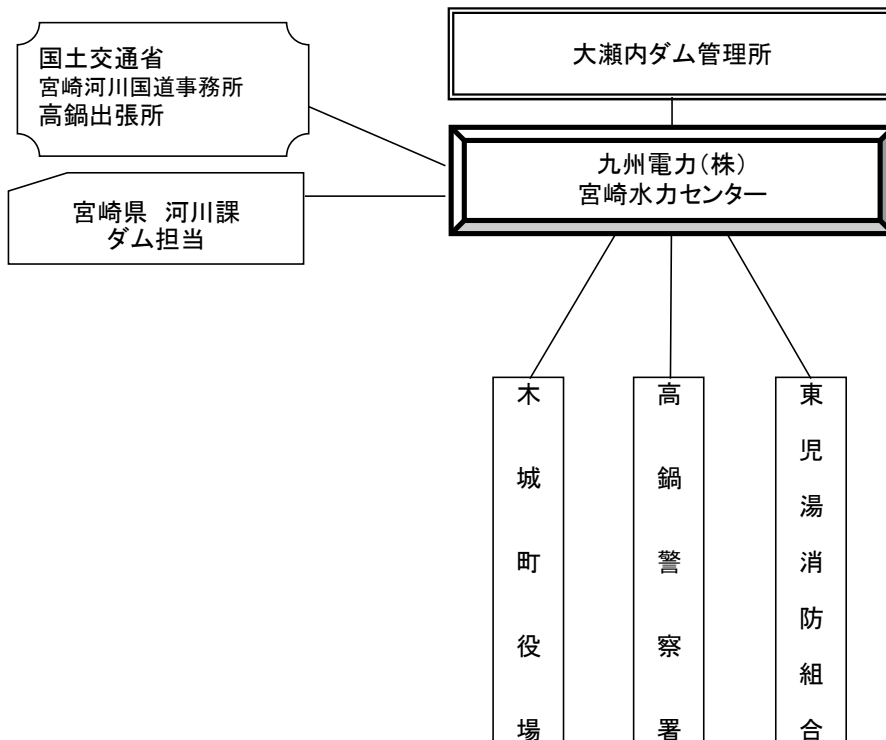 国土交通省
宮崎河川国道事務所
高鍋出張所
大瀬内ダム管理所
九州電力(株)
宮崎水力センター
宮崎県 河川課
ダム担当
木城町役場
高鍋警察署
東児湯消防組合